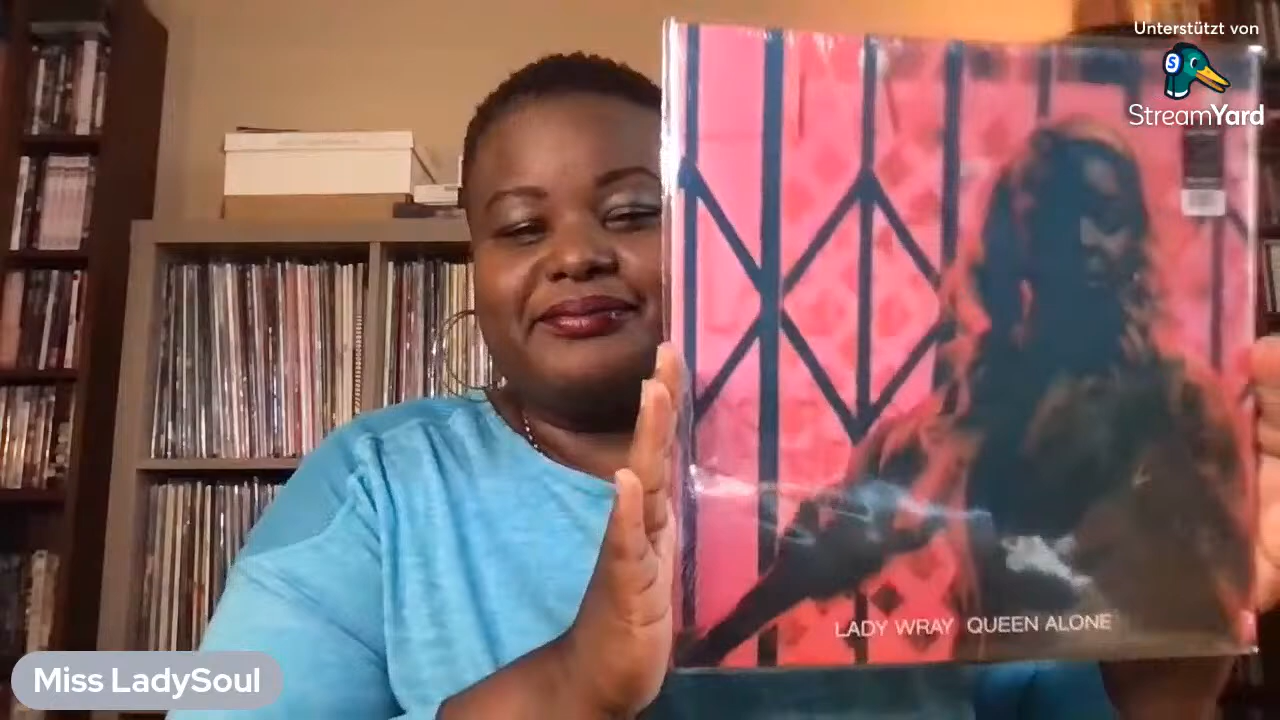 Unterstützt von
S
StreamYard
LADY WRAY QUEEN ALONE
Miss LadySoul